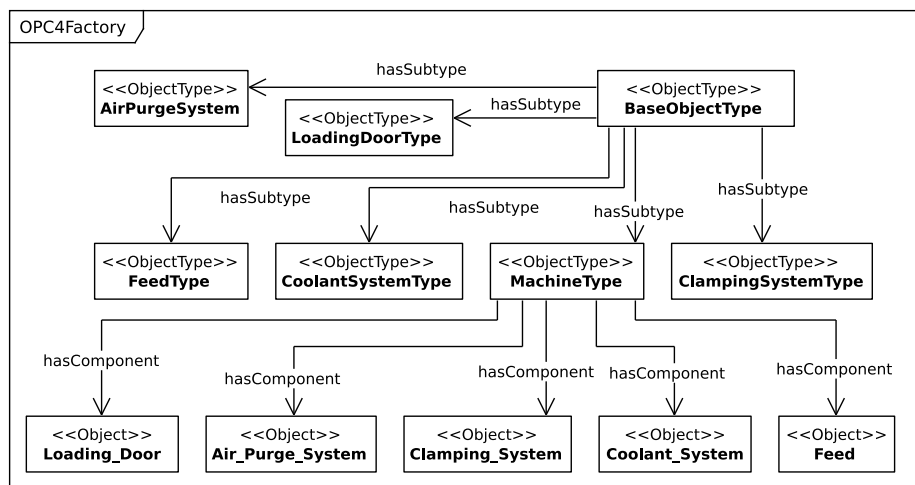 OPC4Factory
hasSubtype
<<ObjectType>>
AirPurgeSystem
<<ObjectType>>
BaseObjectType
hasSubtype
<<ObjectType>>
LoadingDoorType
hasSubtype
hasSubtype
hasSubtype
hasSubtype
<<ObjectType>>
FeedType
<<ObjectType>>
CoolantSystemType
<<ObjectType>>
MachineType
<<ObjectType>>
ClampingSystemType
hasComponent
hasComponent
hasComponent
hasComponent
hasComponent
<<Object>>
Loading_Door
<<Object>>
Air_Purge_System
<<Object>>
Clamping_System
<<Object>>
Coolant_System
<<Object>>
Feed